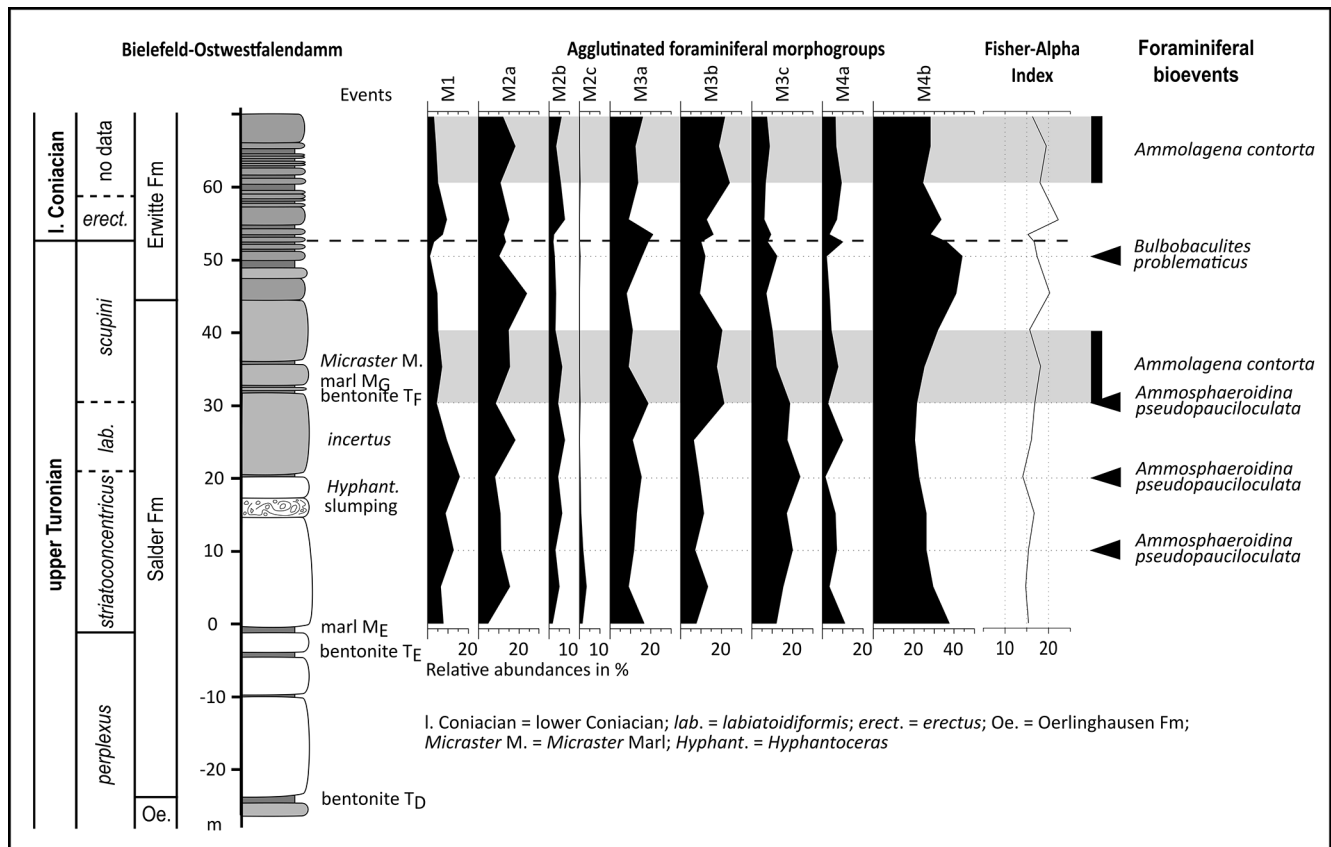 Bielefeld-Ostwestfalendamm
Agglutinated foraminiferal morphogroups
Fisher-Alpha
Index
Foraminiferal
bioevents
Events
M1
M2a
M2b
M2c
M3a
M3b
M3c
M4a
M4b
l. Coniacian
upper Turonian
no data
erect.
scupini
lab.
striatoconcentricus
perplexus
Erwitte Fm
Salder Fm
Oe.
60
50
40
30
20
10
0
-10
-20
m
Micraster M.
marl MG
bentonite TF
incertus
Hyphant.
slumping
marl ME
bentonite TE
bentonite TD
Ammolagena contorta
Bulbobaculites
problematicus
Ammolagena contorta
Ammosphaeroidina
pseudopauciloculata
Ammosphaeroidina
pseudopauciloculata
Ammosphaeroidina
pseudopauciloculata
20 20 10 10 20 20 20 20 20 40 10 20
Relative abundances in %
l. Coniacian = lower Coniacian; lab. = labiatoidiformis; erect. = erectus; Oe. = Oerlinghausen Fm;
Micraster M. = Micraster Marl; Hyphant. = Hyphantoceras